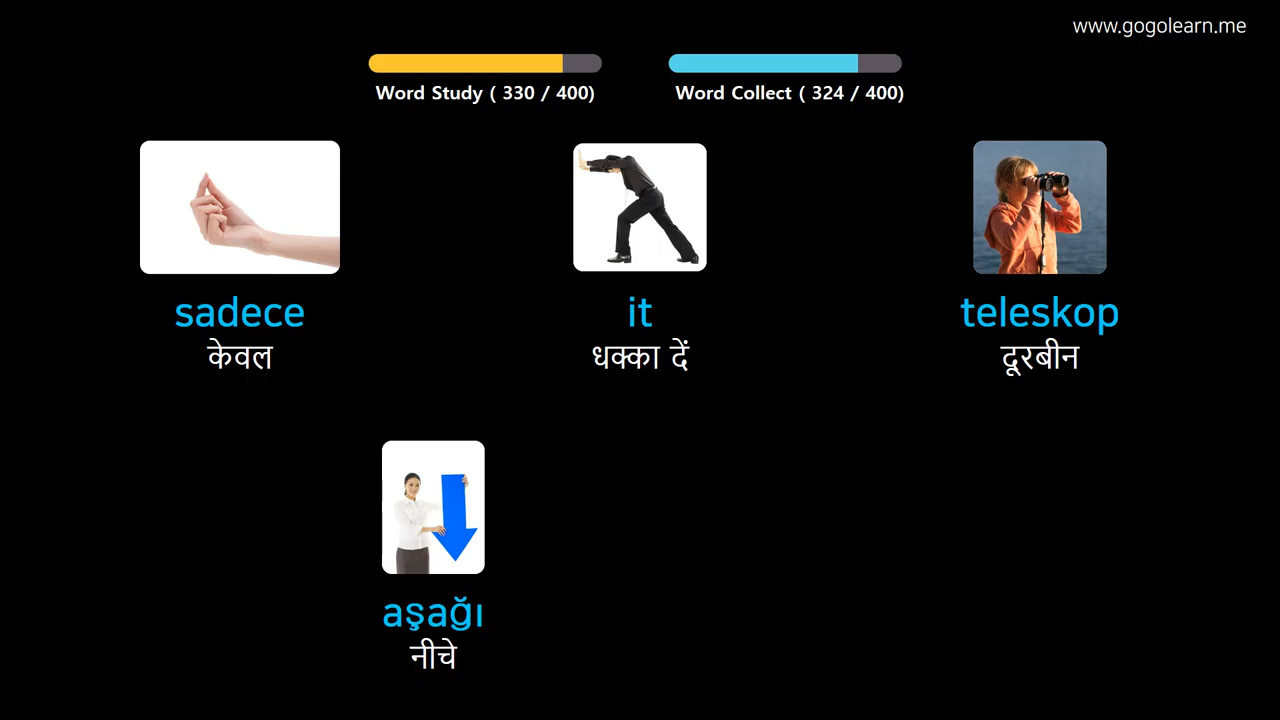 www.gogolearn.me
Word Study ( 330 / 400)
Word Collect ( 324 / 400)
sadece
केवल
it
धक्का दें
teleskop
दूरबीन
aşağı
नीचे